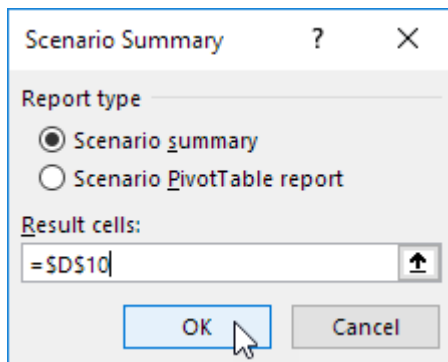 Scenario Summary ?
Report type
Scenario summary
Scenario PivotTable report
Result cells:
=$D$10
OK Cancel